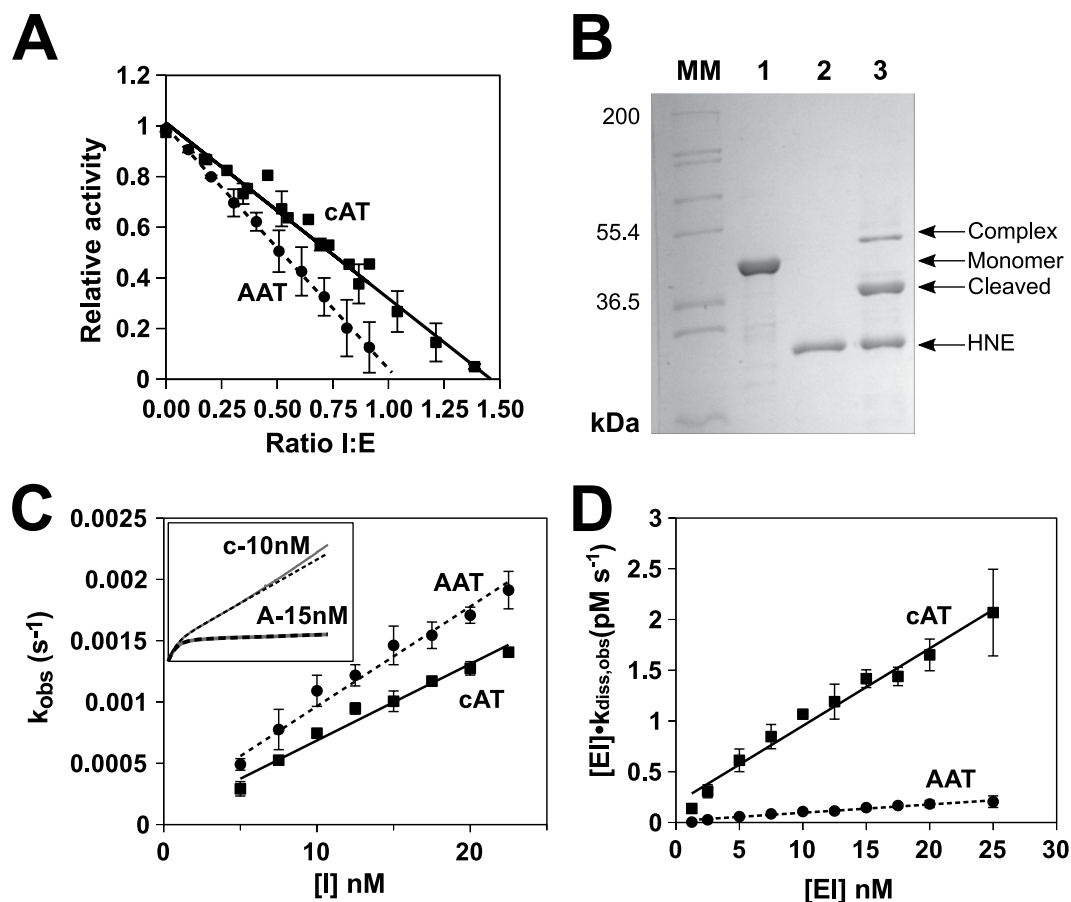 A
1.2
1
0.8
0.6
0.4
0.2
0
Relative activity
cAT
AAT
0.00 0.25 0.50 0.75 1.00 1.25 1.50
Ratio I:E
B
MM 1 2 3
200
55.4
36.5
kDa
Complex
Monomer
Cleaved
HNE
C
0.0025
0.002
0.0015
0.001
0.0005
0
kobs (s-1)
c-10nM
A-15nM
AAT
cAT
0 10 20
[I] nM
D
3
2.5
2
1.5
1
0.5
0
[EI]•kdiss,obs(pM s-1)
cAT
AAT
0 5 10 15 20 25 30
[EI] nM